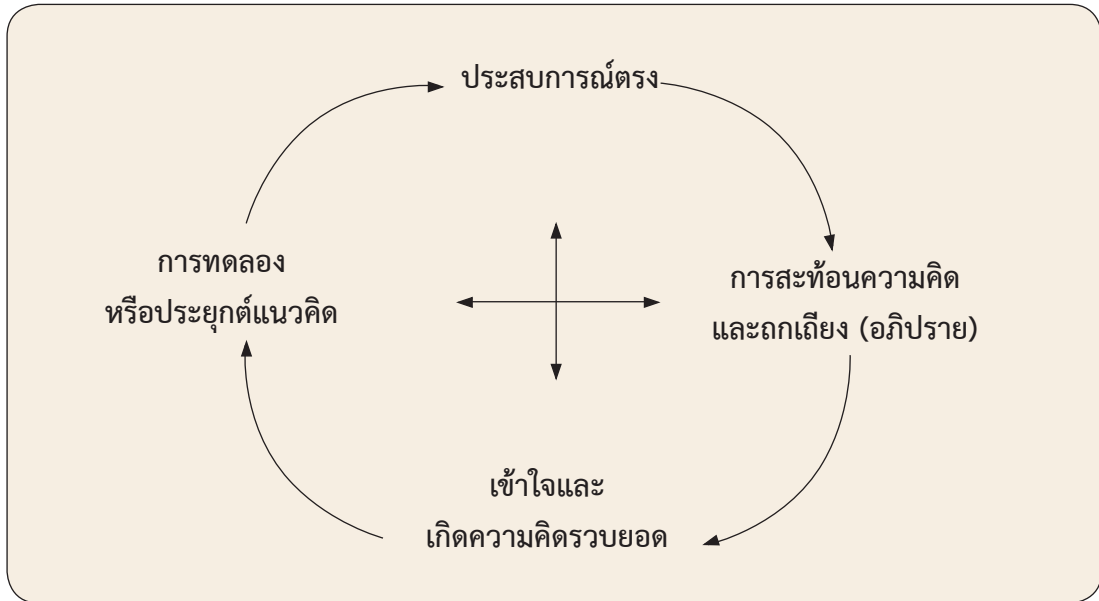 ประสบการณ์ตรง
การสะท้อนความคิด
และถกเถียง (อภิปราย)
เข้าใจและ
เกิดความคิดรวบยอด
การทดลอง
หรือประยุกต์แนวคิด